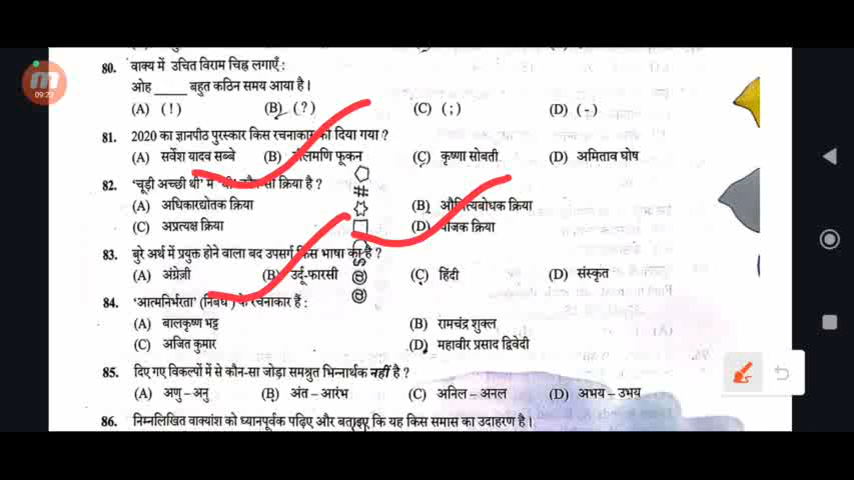 09:23
80. वाक्य में उचित विराम चिह्न लगाएँ :
ओह _____ बहुत कठिन समय आया है।
(A) ( ! ) (B) ( ? ) (C) ( ; ) (D) ( - )
81. 2020 का ज्ञानपीठ पुरस्कार किस रचनाकार को दिया गया ?
(A) सर्वेश यादव सब्बे (B) नीलमणि फूकन (C) कृष्णा सोबती (D) अमिताव घोष
82. 'चूड़ी अच्छी थी' में 'थी' कौन-सी क्रिया है ?
(A) अधिकारद्योतक क्रिया (B) औचित्यबोधक क्रिया
(C) अप्रत्यक्ष क्रिया (D) योजक क्रिया
83. बुरे अर्थ में प्रयुक्त होने वाला बद उपसर्ग किस भाषा का है ?
(A) अंग्रेज़ी (B) उर्दू-फारसी (C) हिंदी (D) संस्कृत
84. 'आत्मनिर्भरता' (निबंध ) के रचनाकार हैं :
(A) बालकृष्ण भट्ट (B) रामचंद्र शुक्ल
(C) अजित कुमार (D) महावीर प्रसाद द्विवेदी
85. दिए गए विकल्पों में से कौन-सा जोड़ा समश्रुत भिन्नार्थक नहीं है ?
(A) अणु – अनु (B) अंत – आरंभ (C) अनिल – अनल (D) अभय – उभय
86. निम्नलिखित वाक्यांश को ध्यानपूर्वक पढ़िए और बताइए कि यह किस समास का उदाहरण है।